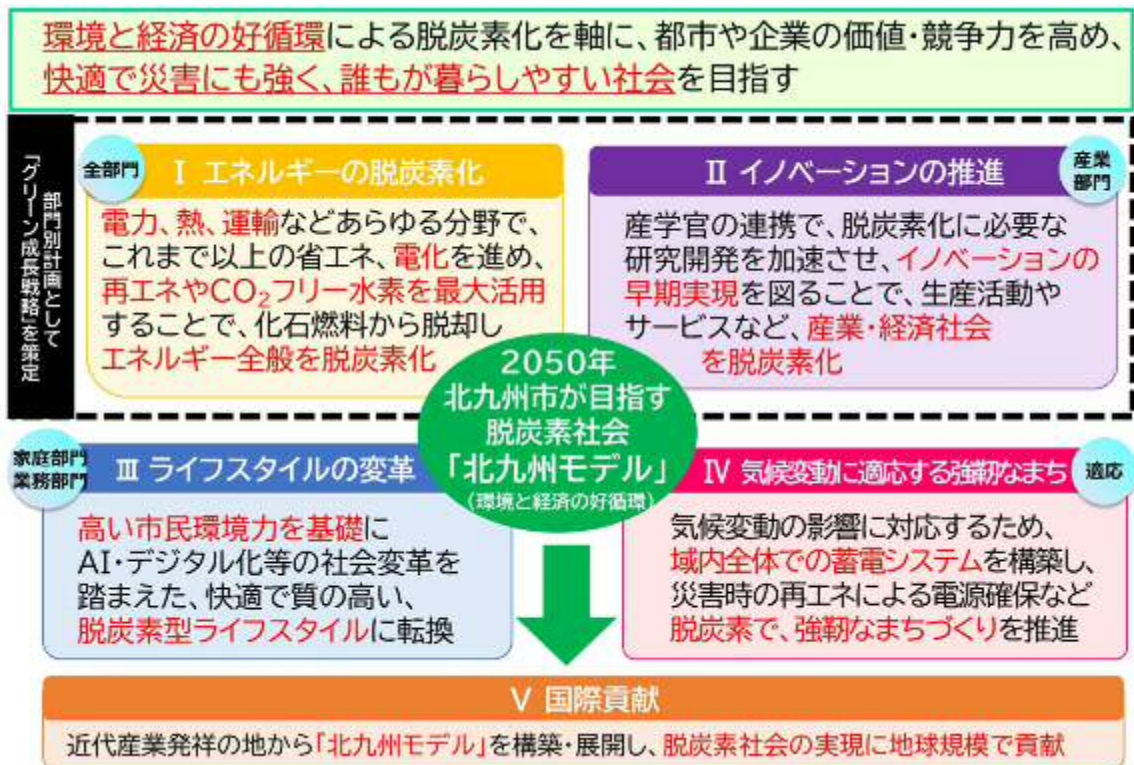 環境と経済の好循環による脱炭素化を軸に、都市や企業の価値・競争力を高め、
快適で災害にも強く、誰もが暮らしやすい社会を目指す
部門別計画として
「グリーン成長戦略」を策定
全部門
Ⅰ エネルギーの脱炭素化
電力、熱、運輸などあらゆる分野で、
これまで以上の省エネ、電化を進め、
再エネやCO₂フリー水素を最大活用
することで、化石燃料から脱却し
エネルギー全般を脱炭素化
Ⅱ イノベーションの推進
産業
部門
産学官の連携で、脱炭素化に必要な
研究開発を加速させ、イノベーションの
早期実現を図ることで、生産活動や
サービスなど、産業・経済社会
を脱炭素化
2050年
北九州市が目指す
脱炭素社会
「北九州モデル」
(環境と経済の好循環)
家庭部門
業務部門
Ⅲ ライフスタイルの変革
高い市民環境力を基礎に
AI・デジタル化等の社会変革を
踏まえた、快適で質の高い、
脱炭素型ライフスタイルに転換
Ⅳ 気候変動に適応する強靭なまち
適応
気候変動の影響に対応するため、
域内全体での蓄電システムを構築し、
災害時の再エネによる電源確保など
脱炭素で、強靭なまちづくりを推進
Ⅴ 国際貢献
近代産業発祥の地から「北九州モデル」を構築・展開し、脱炭素社会の実現に地球規模で貢献